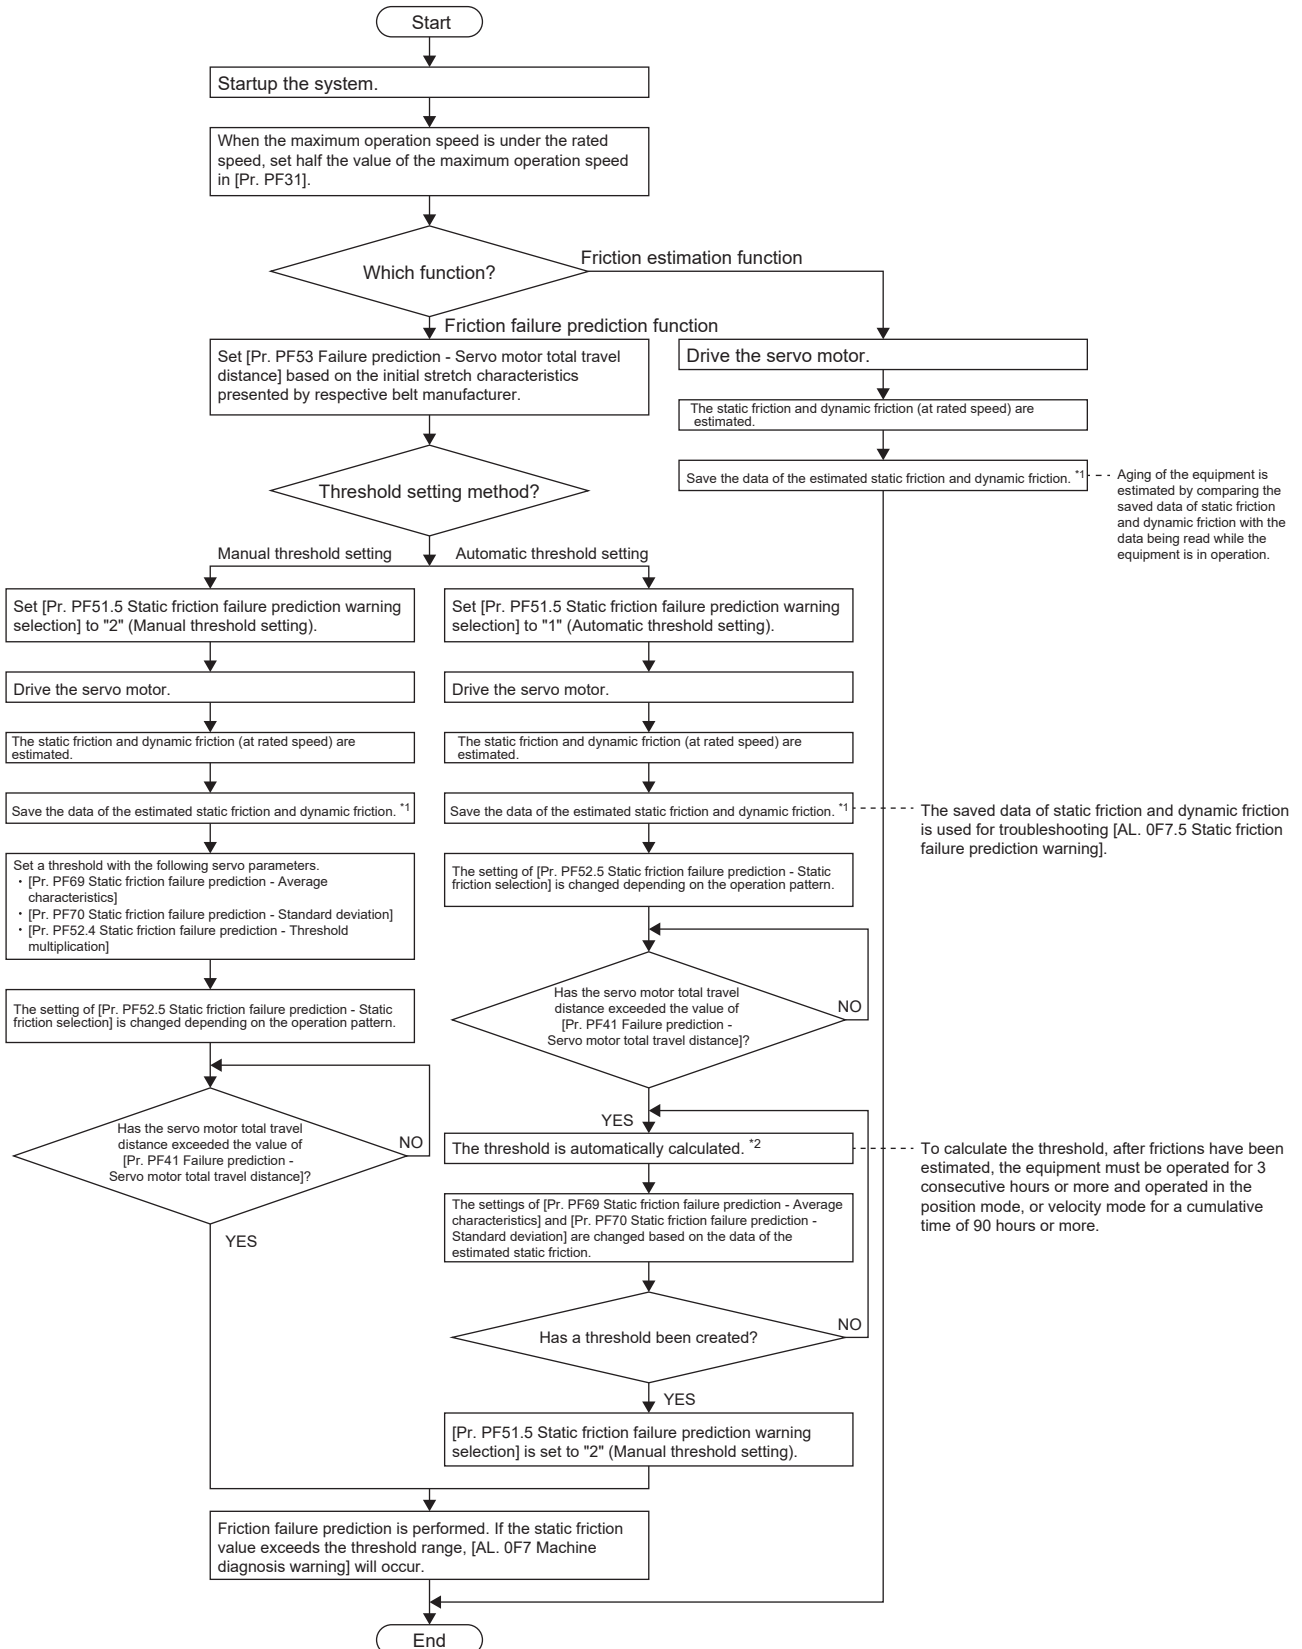 Start
Startup the system.
When the maximum operation speed is under the rated
speed, set half the value of the maximum operation speed
in [Pr. PF31].
Which function?
Friction estimation function
Friction failure prediction function
Set [Pr. PF53 Failure prediction - Servo motor total travel
distance] based on the initial stretch characteristics
presented by respective belt manufacturer.
Drive the servo motor.
The static friction and dynamic friction (at rated speed) are
estimated.
Save the data of the estimated static friction and dynamic friction. *1
Aging of the equipment is
estimated by comparing the
saved data of static friction
and dynamic friction with the
data being read while the
equipment is in operation.
Threshold setting method?
Manual threshold setting
Automatic threshold setting
Set [Pr. PF51.5 Static friction failure prediction warning
selection] to "2" (Manual threshold setting).
Drive the servo motor.
The static friction and dynamic friction (at rated speed) are
estimated.
Save the data of the estimated static friction and dynamic friction. *1
Set a threshold with the following servo parameters.
・[Pr. PF69 Static friction failure prediction - Average
characteristics]
・[Pr. PF70 Static friction failure prediction - Standard deviation]
・[Pr. PF52.4 Static friction failure prediction - Threshold
multiplication]
The setting of [Pr. PF52.5 Static friction failure prediction - Static
friction selection] is changed depending on the operation pattern.
Has the servo motor total travel
distance exceeded the value of
[Pr. PF41 Failure prediction -
Servo motor total travel distance]?
NO
YES
Set [Pr. PF51.5 Static friction failure prediction warning
selection] to "1" (Automatic threshold setting).
Drive the servo motor.
The static friction and dynamic friction (at rated speed) are
estimated.
Save the data of the estimated static friction and dynamic friction. *1
The saved data of static friction and dynamic friction
is used for troubleshooting [AL. 0F7.5 Static friction
failure prediction warning].
The setting of [Pr. PF52.5 Static friction failure prediction - Static
friction selection] is changed depending on the operation pattern.
Has the servo motor total travel
distance exceeded the value of
[Pr. PF41 Failure prediction -
Servo motor total travel distance]?
NO
YES
The threshold is automatically calculated. *2
To calculate the threshold, after frictions have been
estimated, the equipment must be operated for 3
consecutive hours or more and operated in the
position mode, or velocity mode for a cumulative
time of 90 hours or more.
The settings of [Pr. PF69 Static friction failure prediction - Average
characteristics] and [Pr. PF70 Static friction failure prediction -
Standard deviation] are changed based on the data of the
estimated static friction.
Has a threshold been created?
NO
YES
[Pr. PF51.5 Static friction failure prediction warning
selection] is set to "2" (Manual threshold setting).
Friction failure prediction is performed. If the static friction
value exceeds the threshold range, [AL. 0F7 Machine
diagnosis warning] will occur.
End